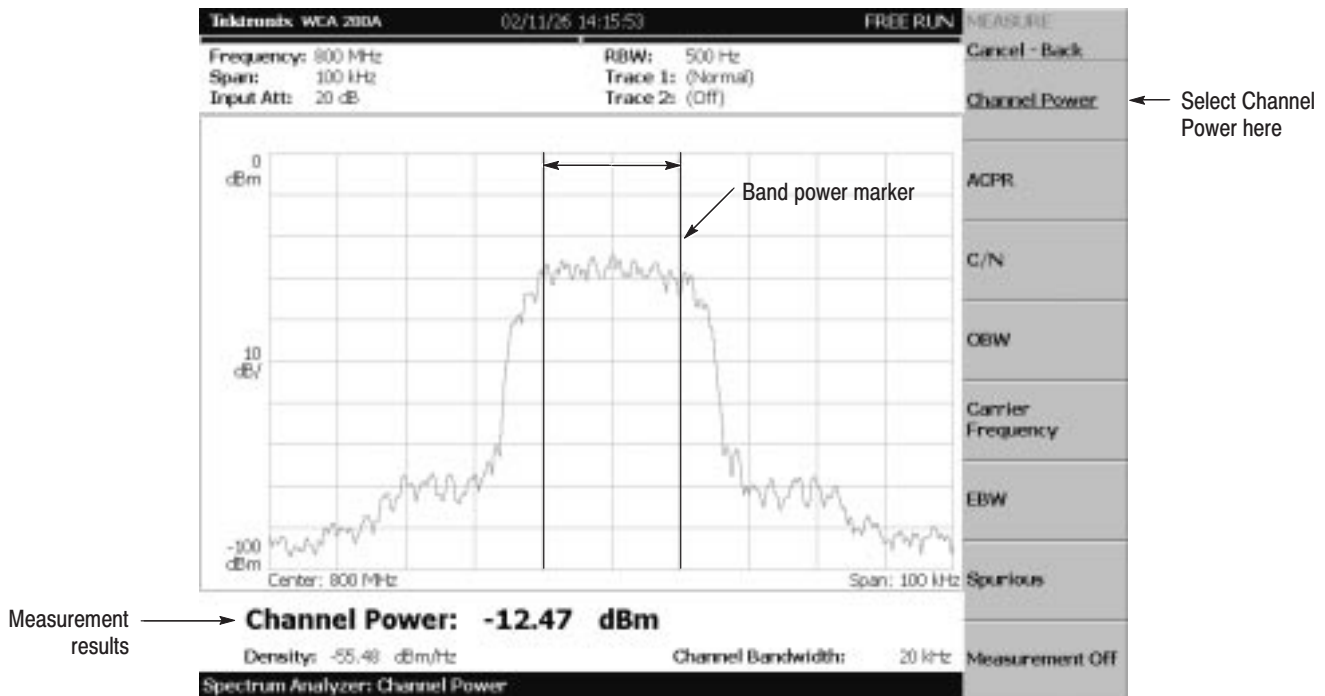 Tektronix WCA 200A 02/11/26 14:15:53 FREE RUN
Frequency: 800 MHz
Span: 100 kHz
Input Att: 20 dB
RBW: 500 Hz
Trace 1: (Normal)
Trace 2: (Off)
MEASURE
Cancel - Back
Channel Power
ACPR
C/N
OBW
Carrier
Frequency
EBW
Spurious
Measurement Off
Select Channel
Power here
0
dBm
10
dB/
-100
dBm
Band power marker
Center: 800 MHz
Span: 100 kHz
Measurement
results
Channel Power: -12.47 dBm
Density: -55.48 dBm/Hz
Channel Bandwidth: 20 kHz
Spectrum Analyzer: Channel Power